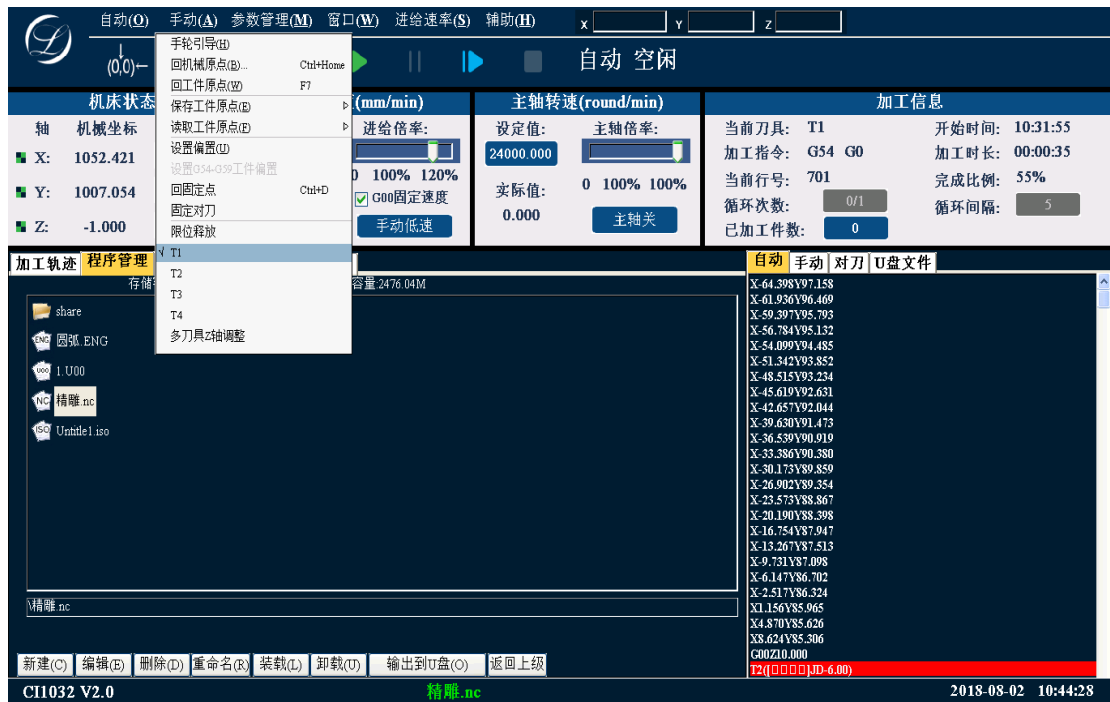 自动(O) 手动(A) 参数管理(M) 窗口(W) 进给速率(S) 辅助(H) X Y Z
(0,0)
自动 空闲
手轮引导(H)
回机械原点(B)... Ctrl+Home
回工件原点(W) F7
保存工件原点(E)
读取工件原点(P)
设置偏置(U)
设置G54-G59工件偏置
回固定点 Ctrl+D
固定对刀
限位释放
√ T1
T2
T3
T4
多刀具Z轴调整
机床状态
轴 机械坐标
X: 1052.421
Y: 1007.054
Z: -1.000
(mm/min)
进给倍率:
100% 120%
G00固定速度
手动低速
主轴转速(round/min)
设定值: 主轴倍率:
24000.000
0 100% 100%
实际值:
0.000
主轴关
加工信息
当前刀具: T1 开始时间: 10:31:55
加工指令: G54 G0 加工时长: 00:00:35
当前行号: 701 完成比例: 55%
循环次数: 0/1 循环间隔: 5
已加工件数: 0
加工轨迹 程序管理
存储 容量:2476.04M
share
圆弧.ENG
1.U00
精雕.nc
Untitle1.iso
\精雕.nc
新建(C) 编辑(E) 删除(D) 重命名(R) 装载(L) 卸载(U) 输出到U盘(O) 返回上级
自动 手动 对刀 U盘文件
X-64.398Y97.158
X-61.936Y96.469
X-59.397Y95.793
X-56.784Y95.132
X-54.099Y94.485
X-51.342Y93.852
X-48.515Y93.234
X-45.619Y92.631
X-42.657Y92.044
X-39.630Y91.473
X-36.539Y90.919
X-33.386Y90.380
X-30.173Y89.859
X-26.902Y89.354
X-23.573Y88.867
X-20.190Y88.398
X-16.754Y87.947
X-13.267Y87.513
X-9.731Y87.098
X-6.147Y86.702
X-2.517Y86.324
X1.156Y85.965
X4.870Y85.626
X8.624Y85.306
G00Z10.000
T2([□□□□]JD-6.00)
CI1032 V2.0 精雕.nc 2018-08-02 10:44:28